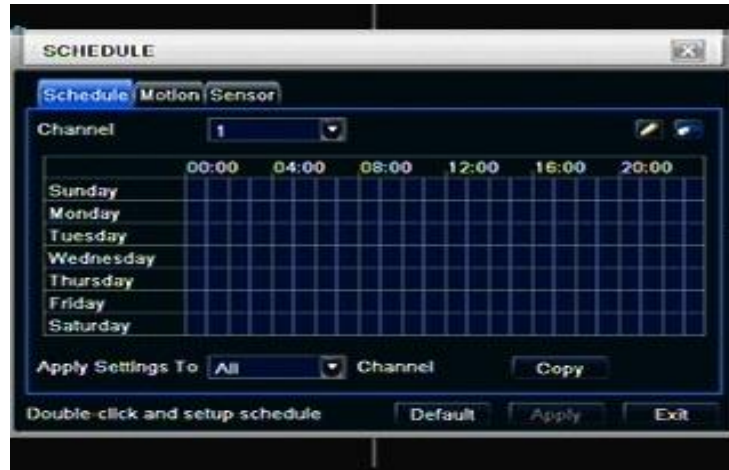 SCHEDULE
Schedule Motion Sensor
Channel 1
00:00 04:00 08:00 12:00 16:00 20:00
Sunday
Monday
Tuesday
Wednesday
Thursday
Friday
Saturday
Apply Settings To All Channel Copy
Double click and setup schedule Default Apply Exit